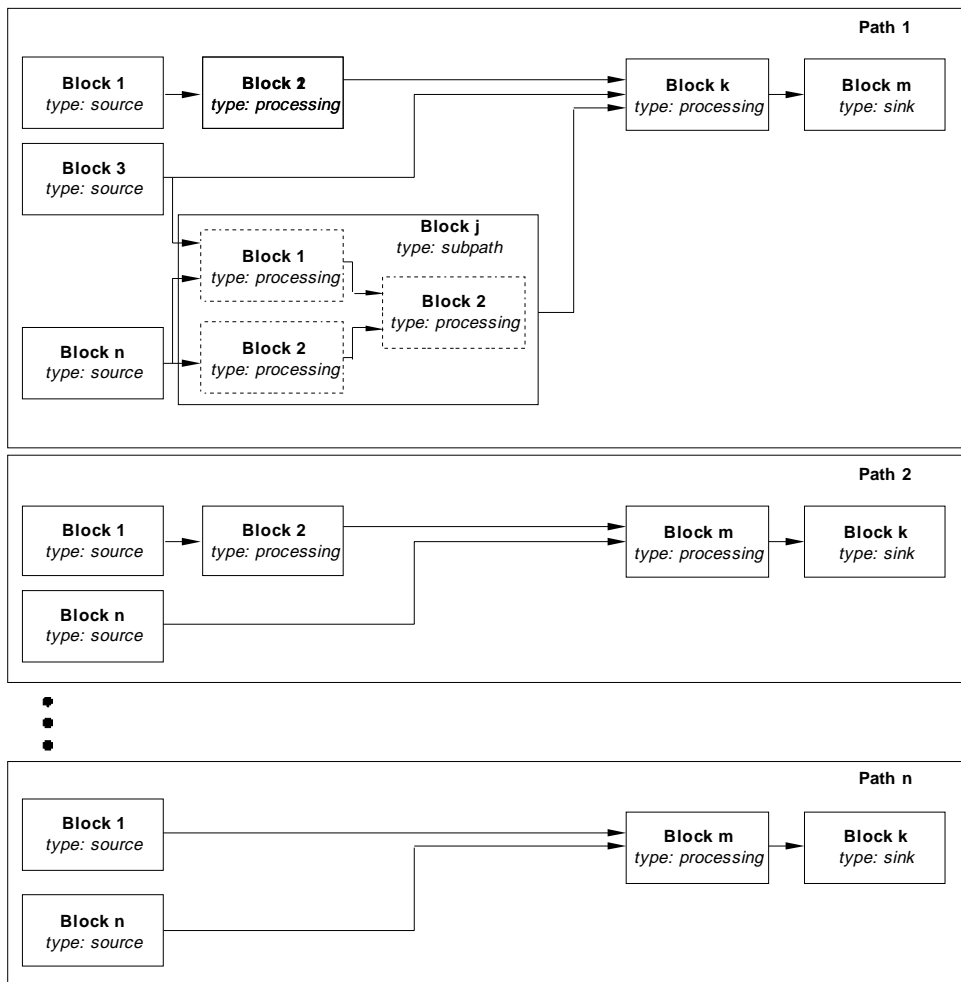 Path 1
Block 1
type: source
Block 2
type: processing
Block k
type: processing
Block m
type: sink
Block 3
type: source
Block j
type: subpath
Block 1
type: processing
Block 2
type: processing
Block n
type: source
Block 2
type: processing
Path 2
Block 1
type: source
Block 2
type: processing
Block m
type: processing
Block k
type: sink
Block n
type: source
Path n
Block 1
type: source
Block m
type: processing
Block k
type: sink
Block n
type: source